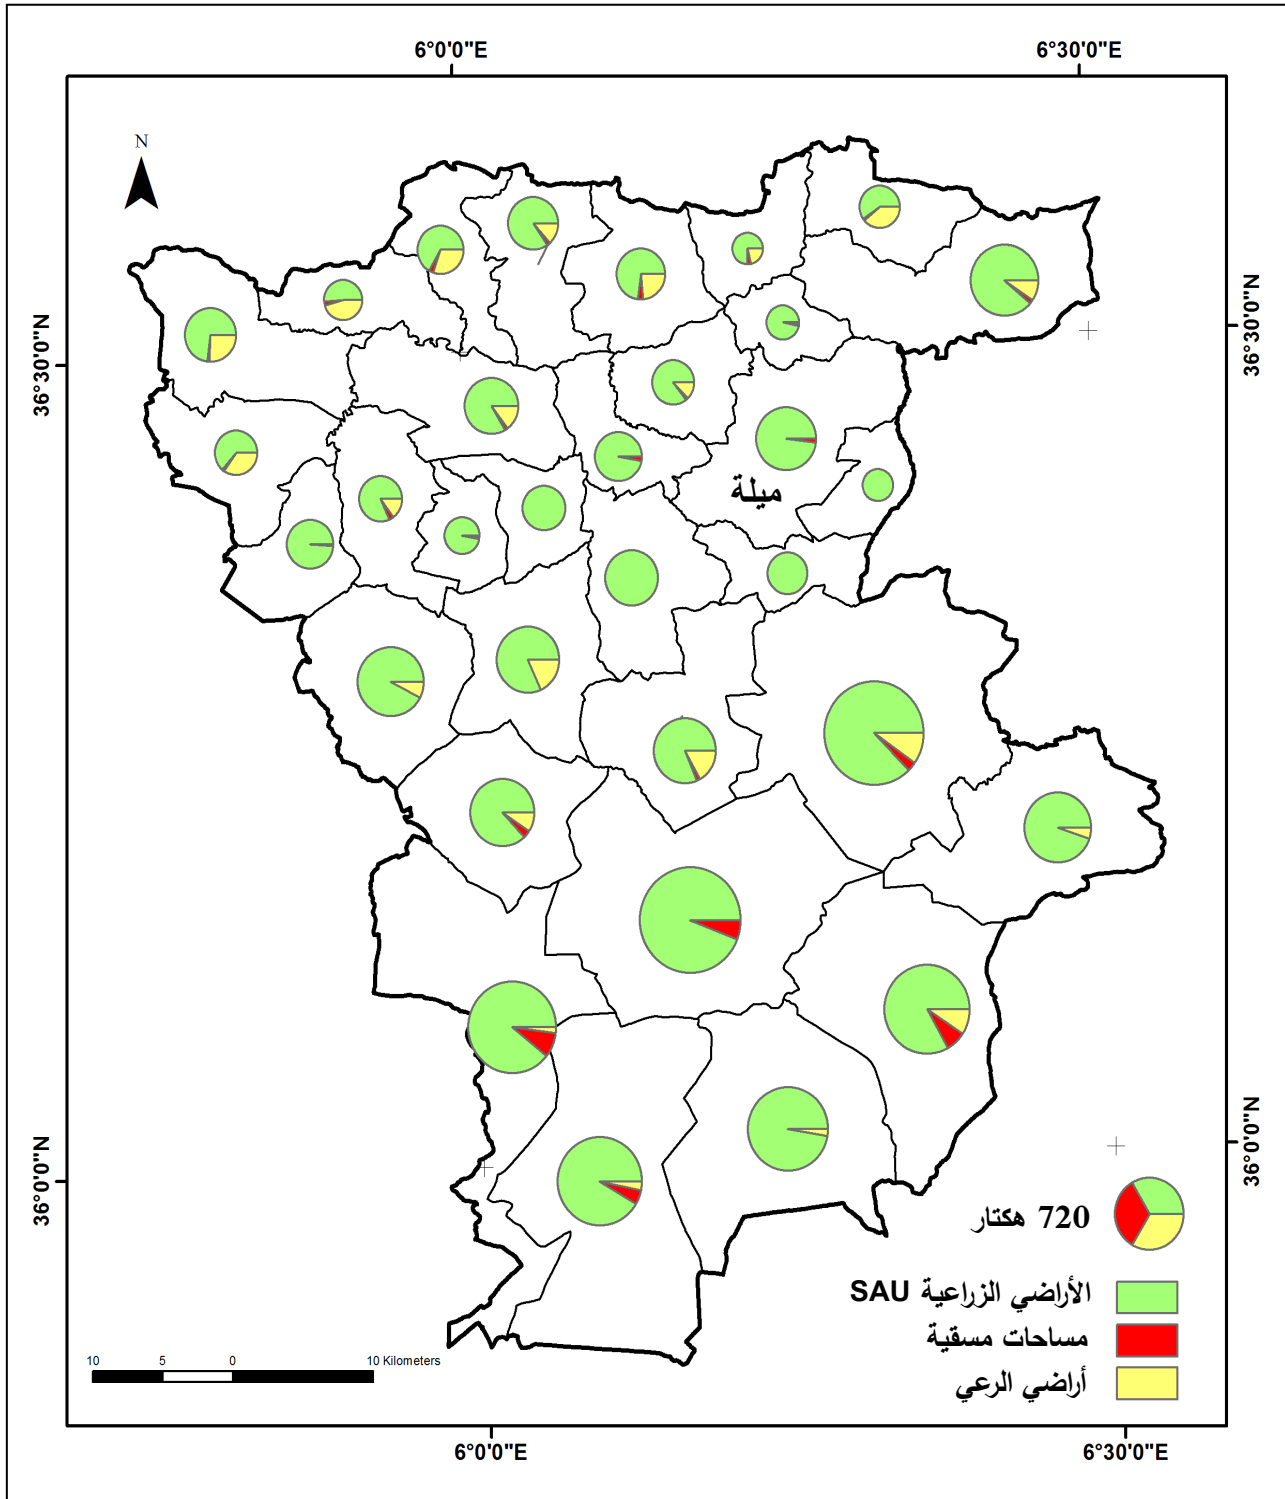 6°0'0"E
6°30'0"E
N
36°30'0"N
36°30'0"N
ميلة
36°0'0"N
36°0'0"N
720 هكتار
الأراضي الزراعية SAU
مساحات مسقية
أراضي الرعي
10 5 0 10 Kilometers
6°0'0"E
6°30'0"E